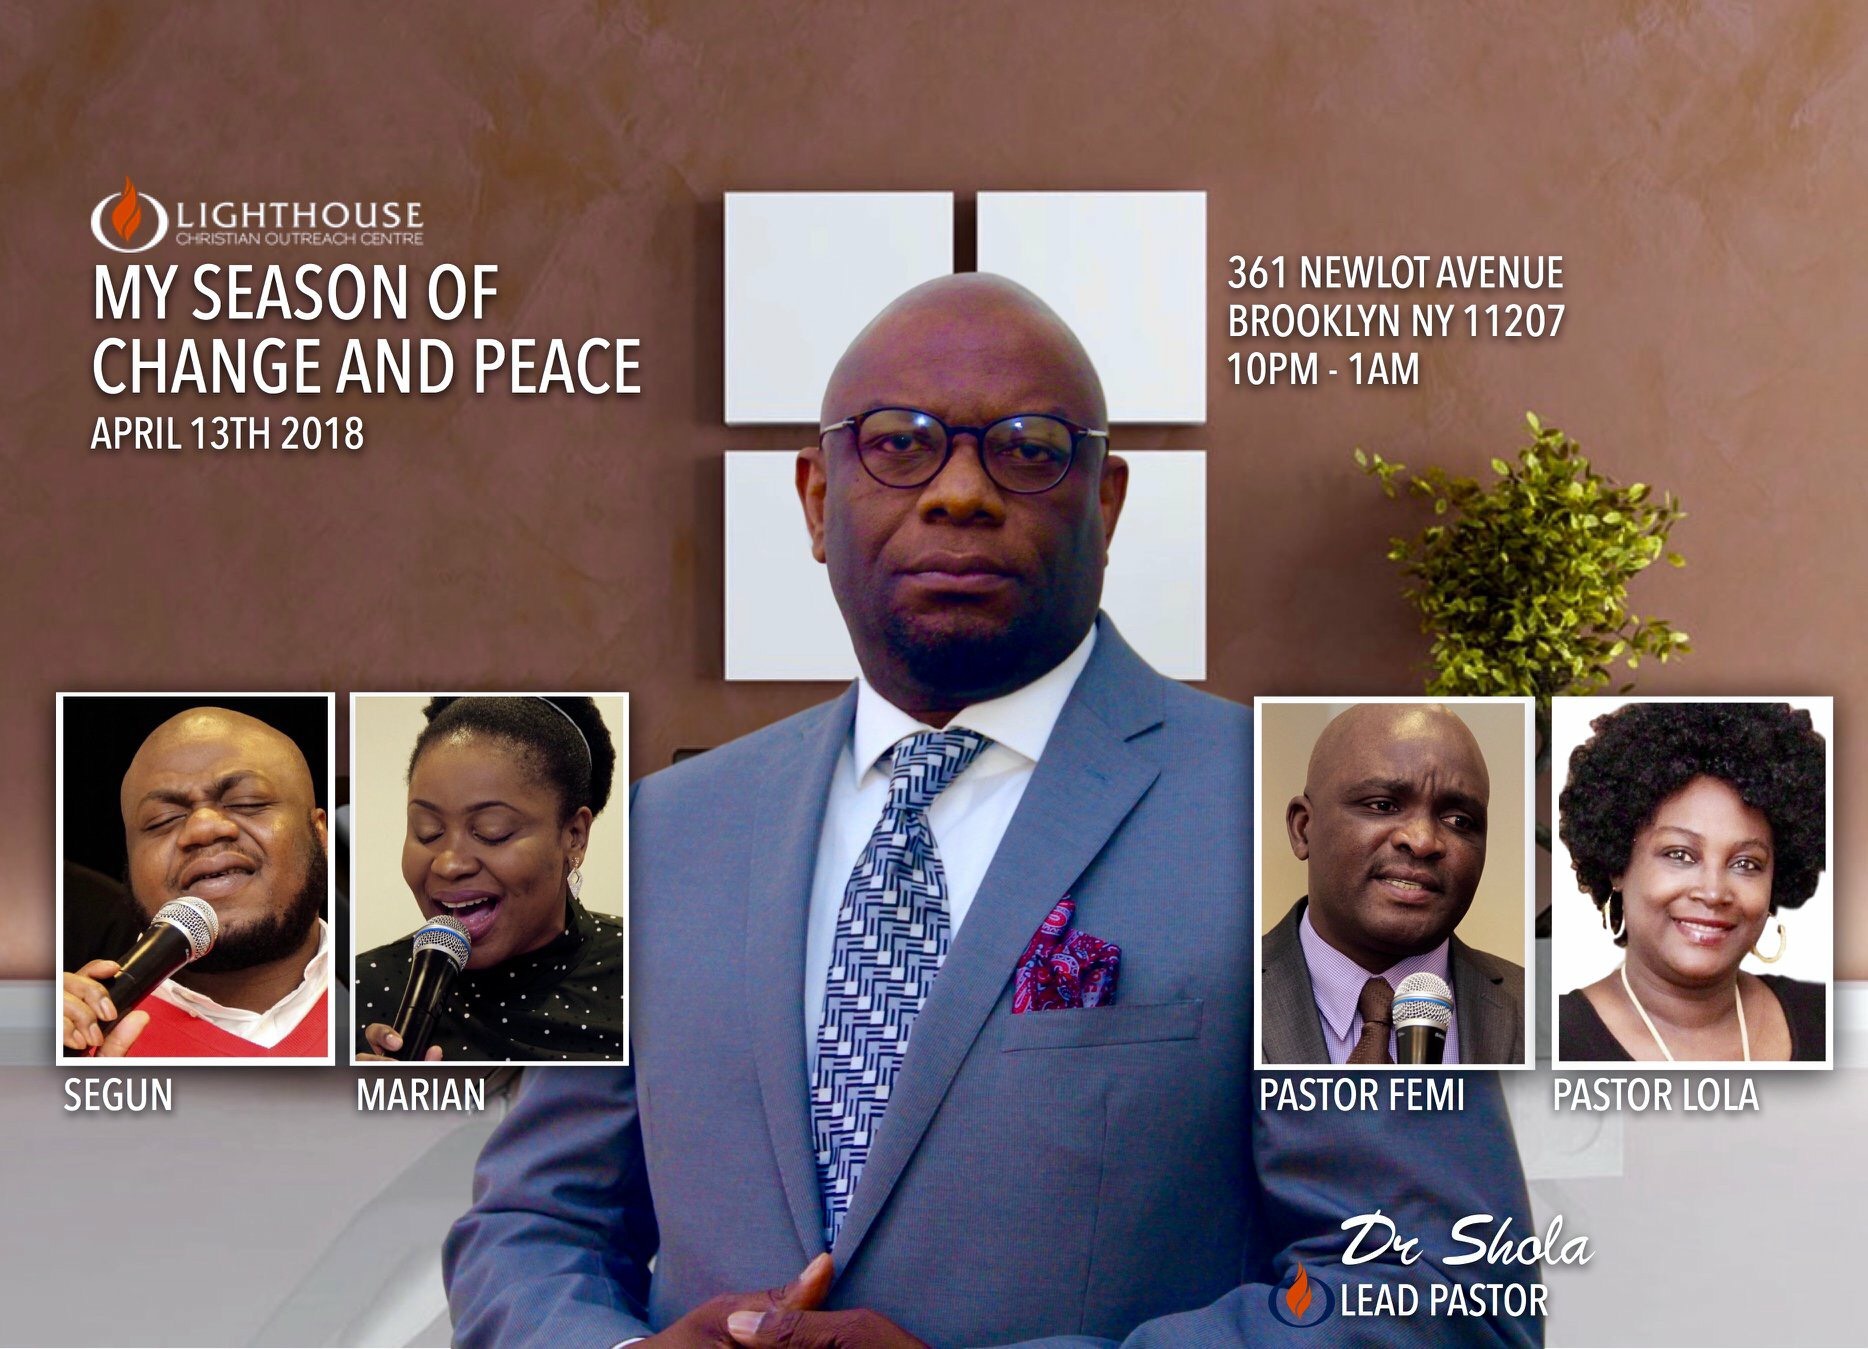 LIGHTHOUSE
CHRISTIAN OUTREACH CENTRE
MY SEASON OF
CHANGE AND PEACE
APRIL 13TH 2018
361 NEWLOT AVENUE
BROOKLYN NY 11207
10PM - 1AM
SEGUN
MARIAN
PASTOR FEMI
PASTOR LOLA
Dr Shola
LEAD PASTOR